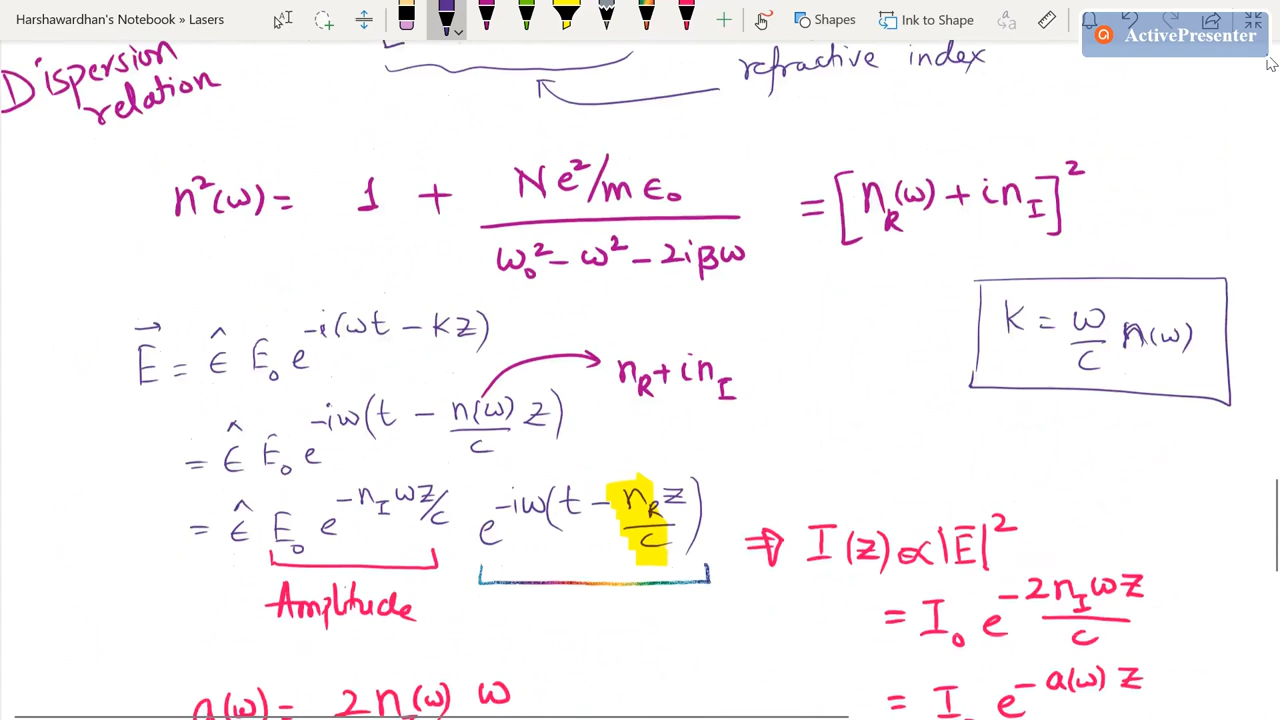 Harshawardhan's Notebook » Lasers
Shapes
Ink to Shape
ActivePresenter
Dispersion
relation
refractive index
n²(ω) = 1 + (Ne²/mε₀)/(ω₀² − ω² − 2iβω) = [n_R(ω) + in_I]²
K = ω/c n(ω)
E⃗ = ε̂ E₀ e^{-i(ωt − kz)}
n_R + in_I
= ε̂ E₀ e^{-iω(t − n(ω)/c z)}
= ε̂ E₀ e^{-n_I ωz/c} e^{-iω(t − n_R z/c)}
Amplitude
⇒ I(z) ∝ |E|²
= I₀ e^{-2n_I ωz/c}
= I₀ e^{-a(ω) z}
a(ω) = 2n_I(ω) ω